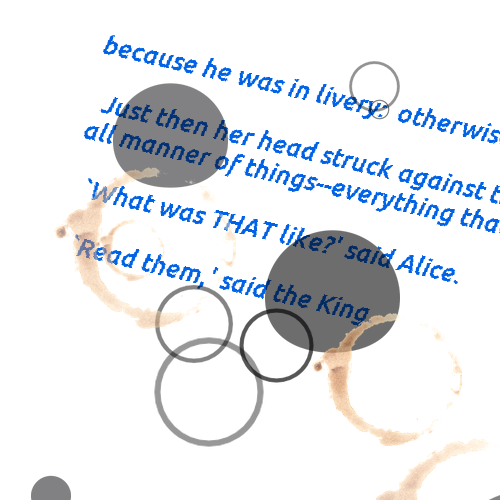 because he was in livery: otherwis
Just then her head struck against t
all manner of things--everything tha
`What was THAT like?' said Alice.
`Read them,' said the King